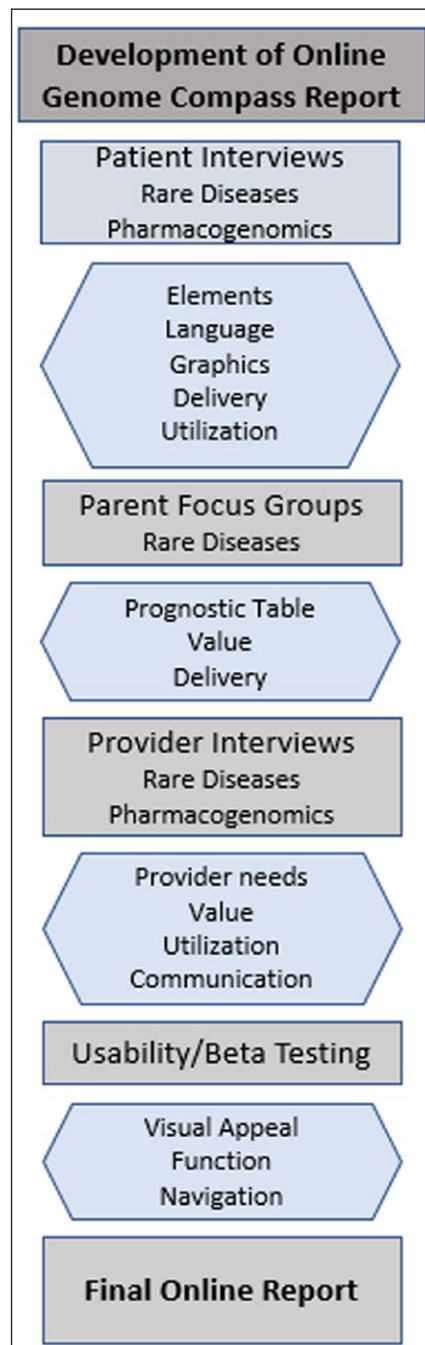 Development of Online
Genome Compass Report
Patient Interviews
Rare Diseases
Pharmacogenomics
Elements
Language
Graphics
Delivery
Utilization
Parent Focus Groups
Rare Diseases
Prognostic Table
Value
Delivery
Provider Interviews
Rare Diseases
Pharmacogenomics
Provider needs
Value
Utilization
Communication
Usability/Beta Testing
Visual Appeal
Function
Navigation
Final Online Report